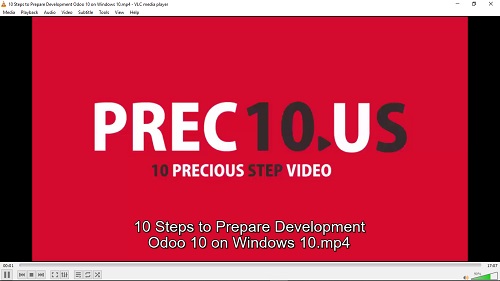 10 Steps to Prepare Development Odoo 10 on Windows 10.mp4 - VLC media player
Media Playback Audio Video Subtitle Tools View Help
PREC10.US
10 PRECIOUS STEP VIDEO
10 Steps to Prepare Development
Odoo 10 on Windows 10.mp4
00:01
17:07